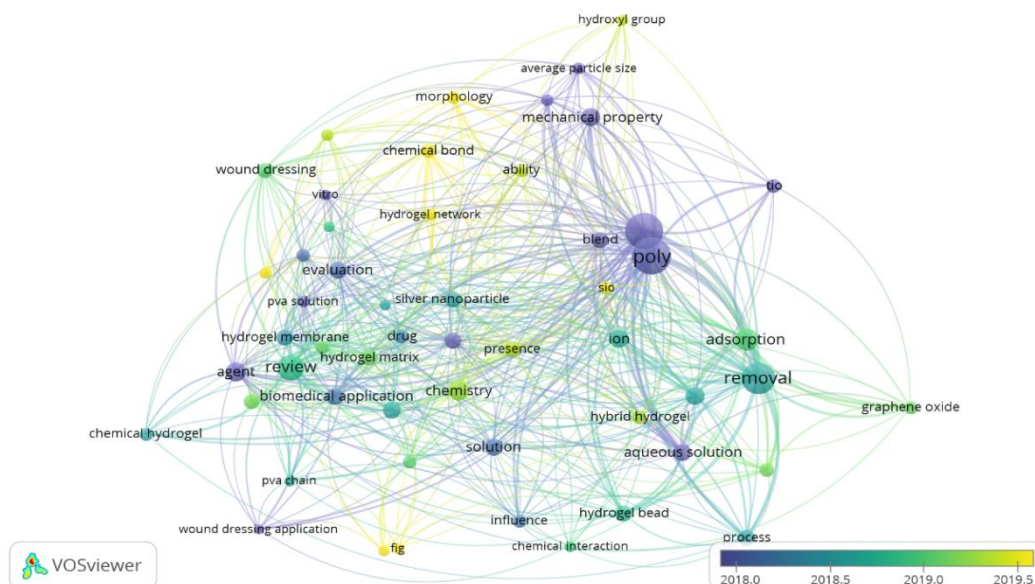 hydroxyl group
average particle size
morphology
mechanical property
chemical bond
wound dressing
ability
vitro
tio
hydrogel network
blend
poly
evaluation
sio
pva solution
silver nanoparticle
hydrogel membrane
drug
ion
adsorption
presence
hydrogel matrix
review
agent
removal
chemistry
biomedical application
graphene oxide
hybrid hydrogel
chemical hydrogel
solution
aqueous solution
pva chain
hydrogel bead
influence
wound dressing application
process
chemical interaction
fig
VOSviewer
2018.0 2018.5 2019.0 2019.5